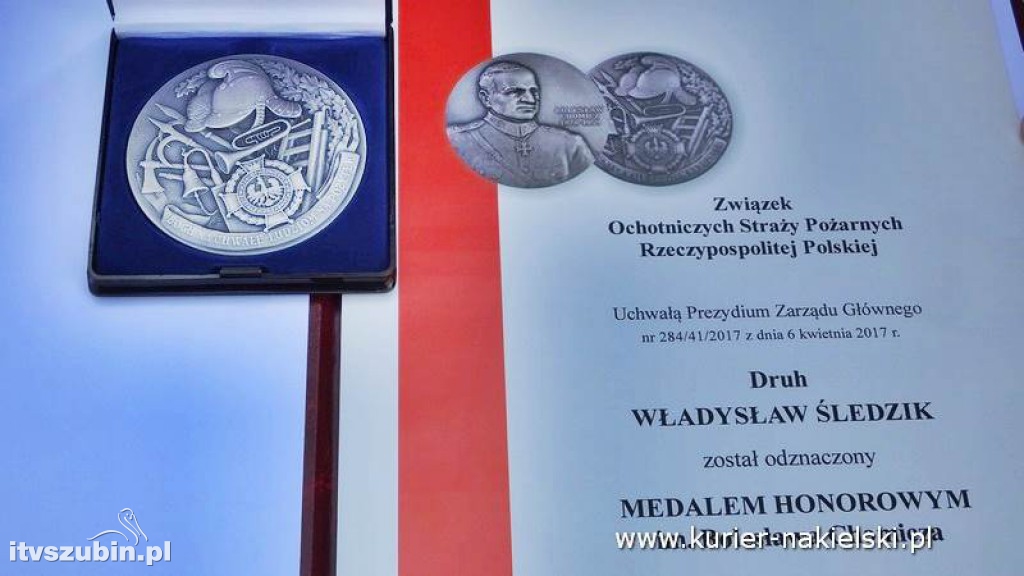 Związek
Ochotniczych Straży Pożarnych
Rzeczypospolitej Polskiej
Uchwałą Prezydium Zarządu Głównego
nr 284/41/2017 z dnia 6 kwietnia 2017 r.
Druh
WŁADYSŁAW ŚLEDZIK
został odznaczony
MEDALEM HONOROWYM
www.kurier-nakielski.pl
itvszubin.pl